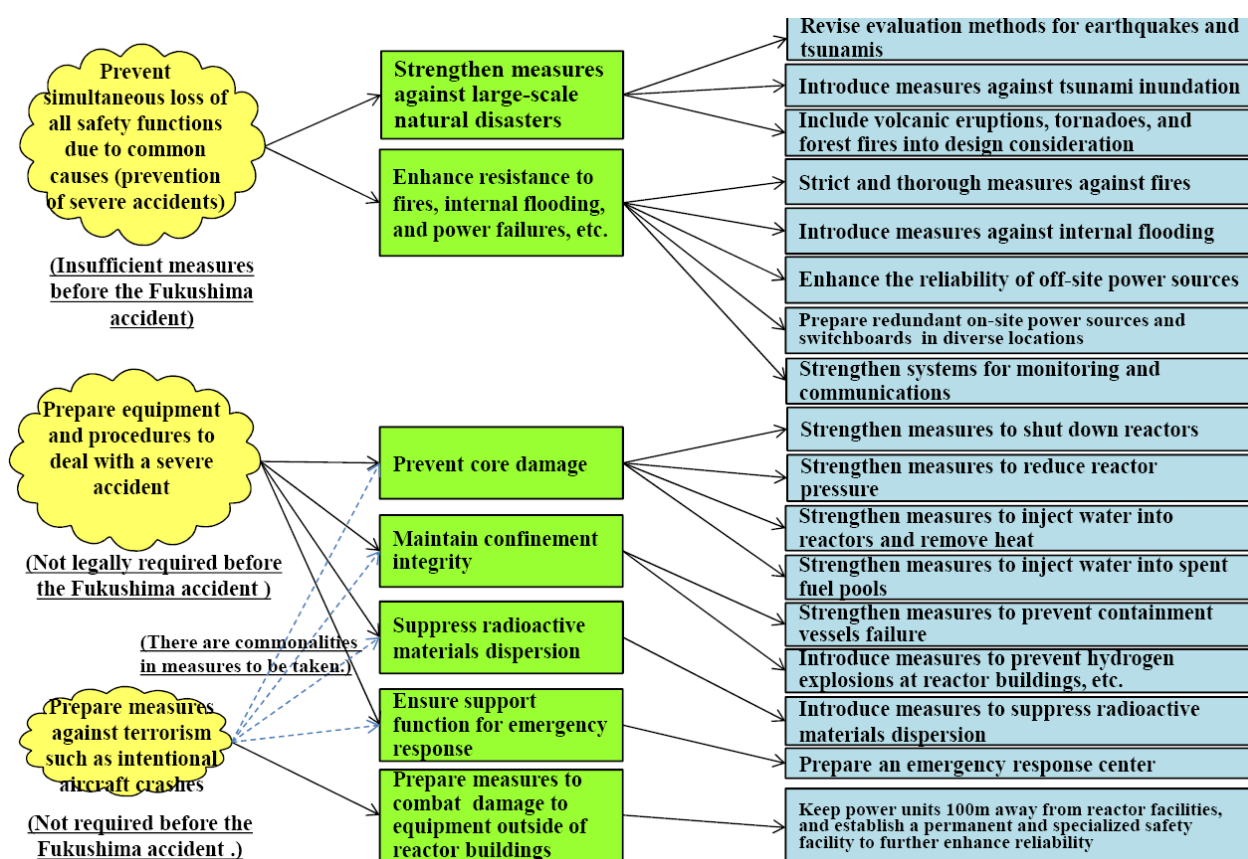 Prevent
simultaneous loss of
all safety functions
due to common
causes (prevention
of severe accidents)
(Insufficient measures
before the Fukushima
accident)
Prepare equipment
and procedures to
deal with a severe
accident
(Not legally required before
the Fukushima accident )
(There are commonalities
in measures to be taken.)
Prepare measures
against terrorism
such as intentional
aircraft crashes
(Not required before the
Fukushima accident .)
Strengthen measures
against large-scale
natural disasters
Enhance resistance to
fires, internal flooding,
and power failures, etc.
Prevent core damage
Maintain confinement
integrity
Suppress radioactive
materials dispersion
Ensure support
function for emergency
response
Prepare measures to
combat damage to
equipment outside of
reactor buildings
Revise evaluation methods for earthquakes and
tsunamis
Introduce measures against tsunami inundation
Include volcanic eruptions, tornadoes, and
forest fires into design consideration
Strict and thorough measures against fires
Introduce measures against internal flooding
Enhance the reliability of off-site power sources
Prepare redundant on-site power sources and
switchboards in diverse locations
Strengthen systems for monitoring and
communications
Strengthen measures to shut down reactors
Strengthen measures to reduce reactor
pressure
Strengthen measures to inject water into
reactors and remove heat
Strengthen measures to inject water into spent
fuel pools
Strengthen measures to prevent containment
vessels failure
Introduce measures to prevent hydrogen
explosions at reactor buildings, etc.
Introduce measures to suppress radioactive
materials dispersion
Prepare an emergency response center
Keep power units 100m away from reactor facilities,
and establish a permanent and specialized safety
facility to further enhance reliability